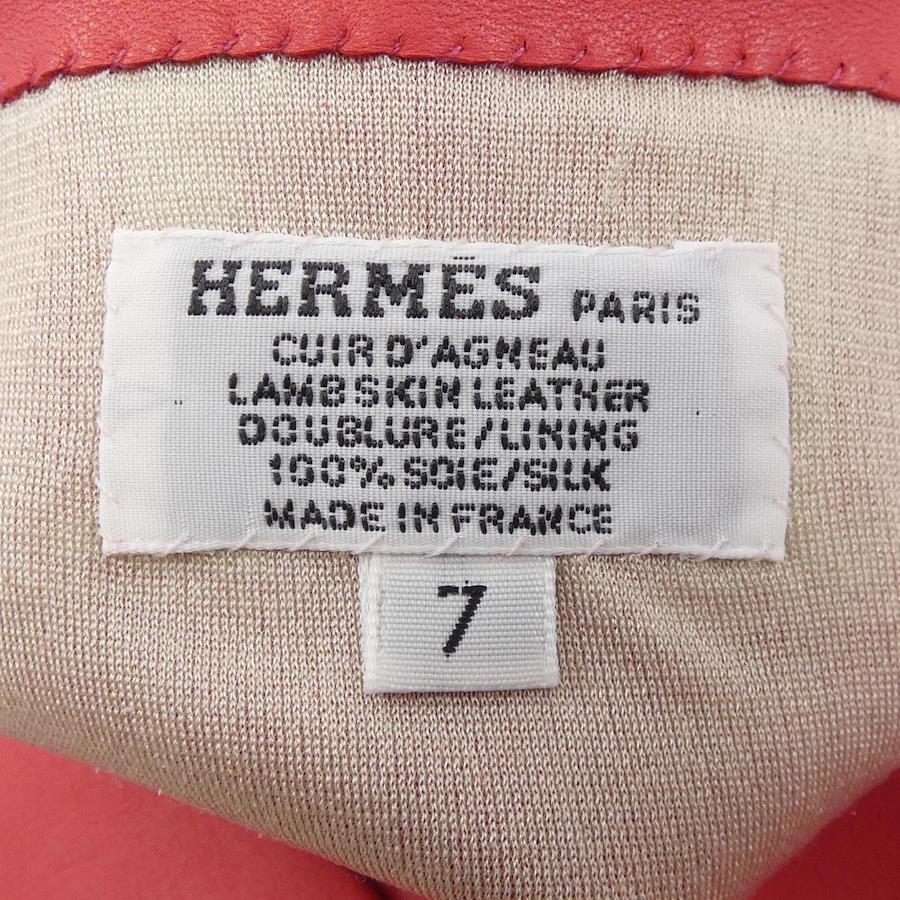 HERMÈS PARIS
CUIR D'AGNEAU
LAMBSKIN LEATHER
DOUBLURE/LINING
100% SOIE/SILK
MADE IN FRANCE
7